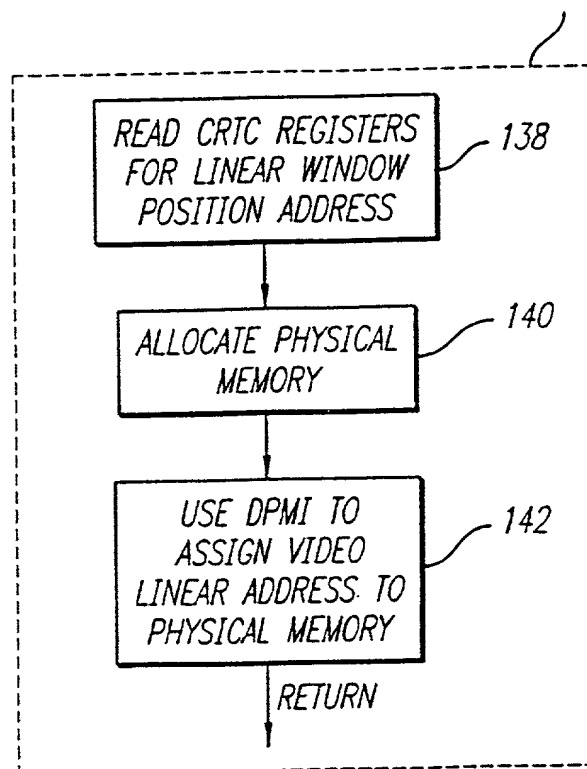 READ CRTC REGISTERS
FOR LINEAR WINDOW
POSITION ADDRESS
138
ALLOCATE PHYSICAL
MEMORY
140
USE DPMI TO
ASSIGN VIDEO
LINEAR ADDRESS TO
PHYSICAL MEMORY
142
RETURN